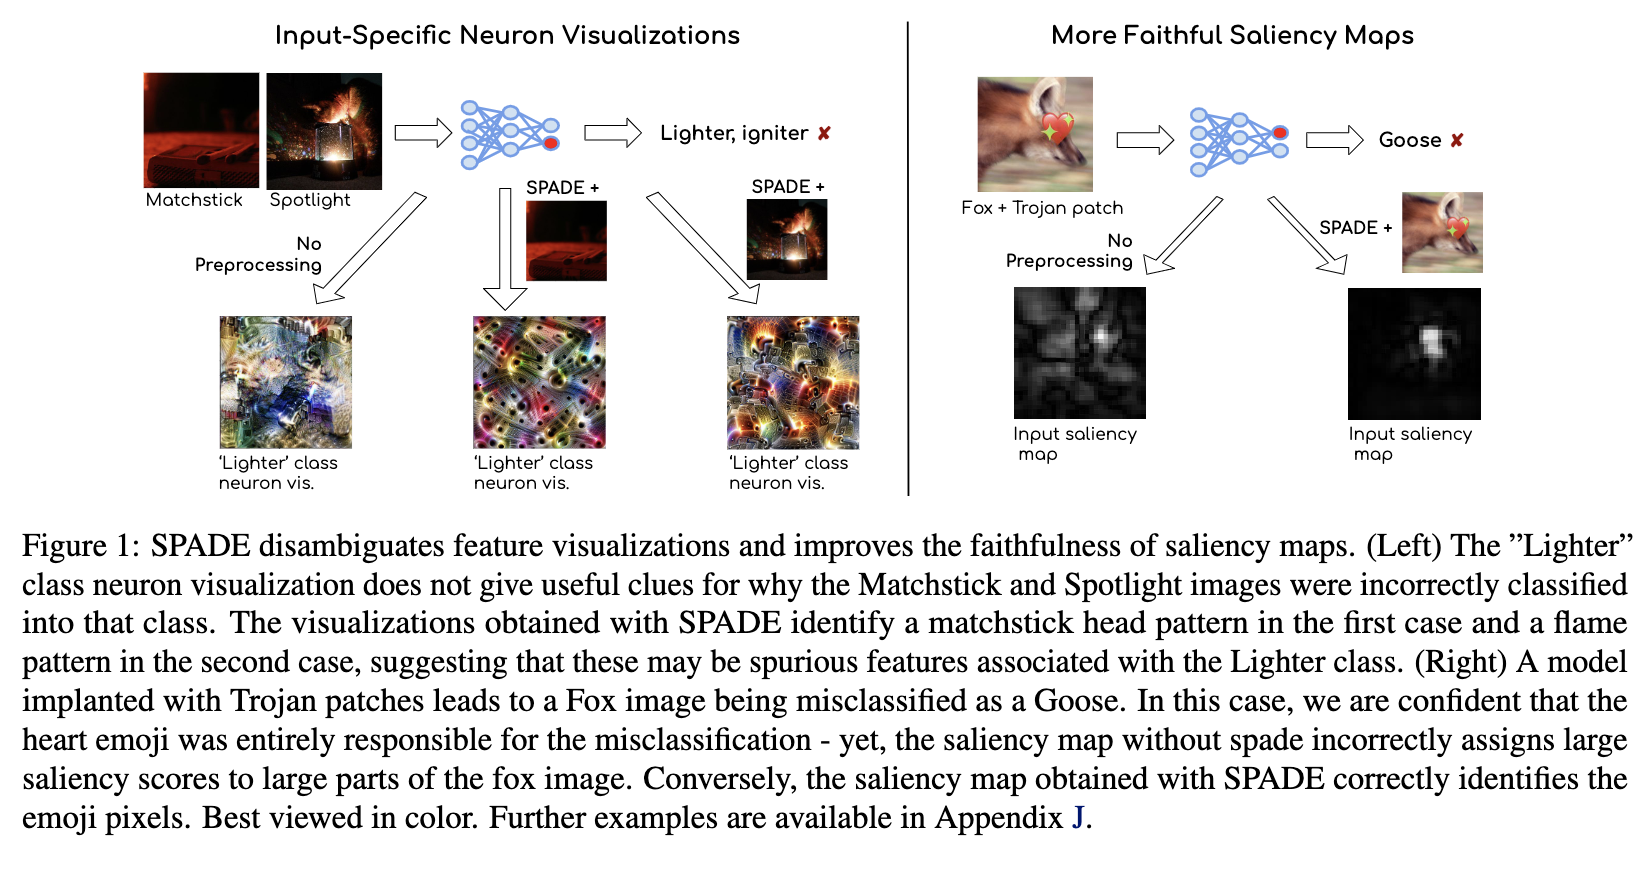 Input-Specific Neuron Visualizations
Matchstick
Spotlight
Lighter, igniter ✘
No
Preprocessing
SPADE +
SPADE +
'Lighter' class
neuron vis.
'Lighter' class
neuron vis.
'Lighter' class
neuron vis.
More Faithful Saliency Maps
Fox + Trojan patch
Goose ✘
No
Preprocessing
SPADE +
Input saliency
map
Input saliency
map
Figure 1: SPADE disambiguates feature visualizations and improves the faithfulness of saliency maps. (Left) The ”Lighter”
class neuron visualization does not give useful clues for why the Matchstick and Spotlight images were incorrectly classified
into that class. The visualizations obtained with SPADE identify a matchstick head pattern in the first case and a flame
pattern in the second case, suggesting that these may be spurious features associated with the Lighter class. (Right) A model
implanted with Trojan patches leads to a Fox image being misclassified as a Goose. In this case, we are confident that the
heart emoji was entirely responsible for the misclassification - yet, the saliency map without spade incorrectly assigns large
saliency scores to large parts of the fox image. Conversely, the saliency map obtained with SPADE correctly identifies the
emoji pixels. Best viewed in color. Further examples are available in Appendix J.